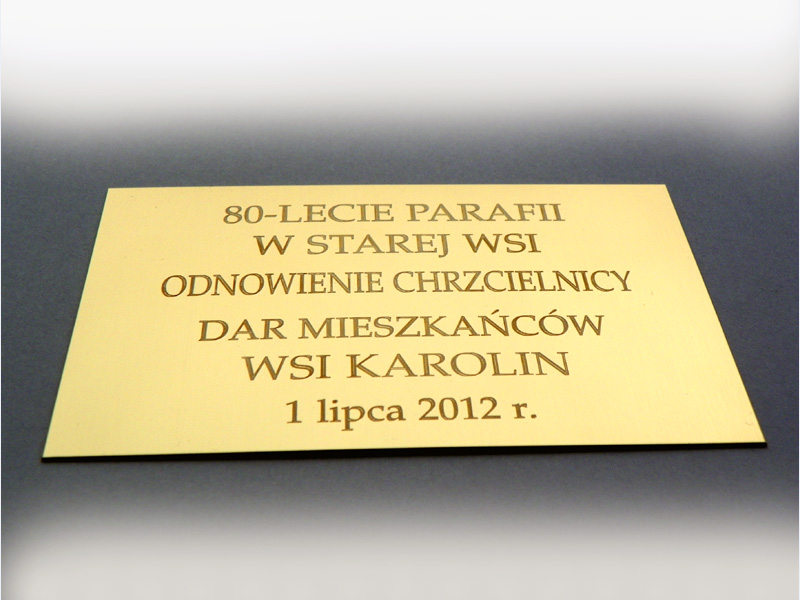 80-LECIE PARAFII
W STAREJ WSI
ODNOWIENIE CHRZCIELNICY
DAR MIESZKAŃCÓW
WSI KAROLIN
1 lipca 2012 r.